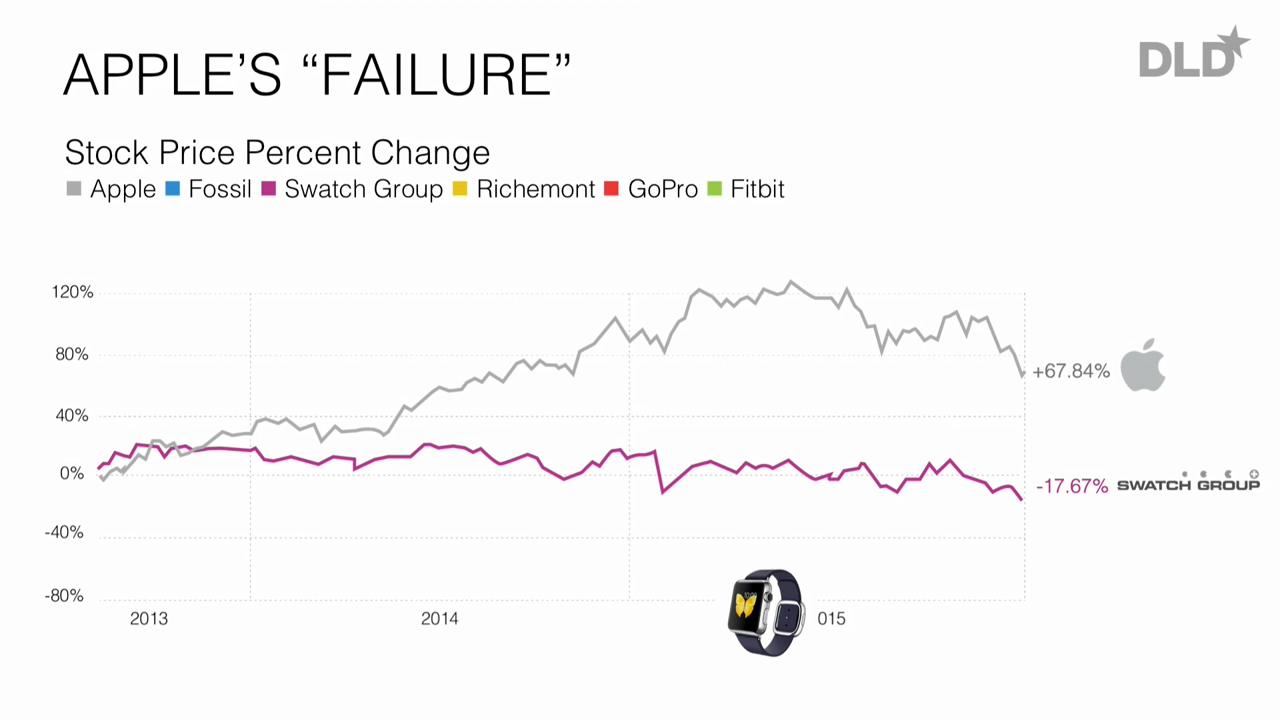 APPLE'S “FAILURE”
DLD
Stock Price Percent Change
Apple Fossil Swatch Group Richemont GoPro Fitbit
120%
80%
+67.84%
40%
0%
-17.67% SWATCH GROUP
-40%
-80%
2013 2014 015